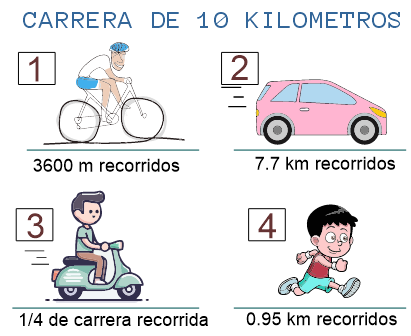 CARRERA DE 10 KILOMETROS
1
2
3600 m recorridos
7.7 km recorridos
3
4
1/4 de carrera recorrida
0.95 km recorridos